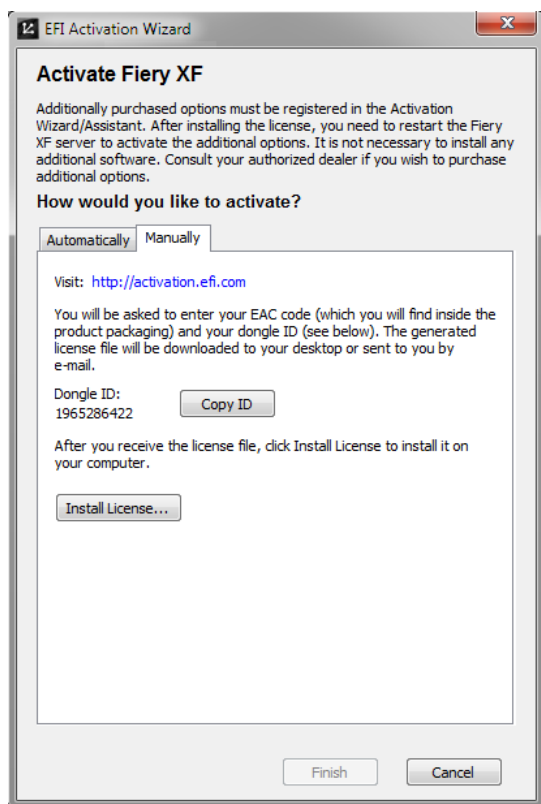 EFI Activation Wizard
Activate Fiery XF
Additionally purchased options must be registered in the Activation
Wizard/Assistant. After installing the license, you need to restart the Fiery
XF server to activate the additional options. It is not necessary to install any
additional software. Consult your authorized dealer if you wish to purchase
additional options.
How would you like to activate?
Automatically Manually
Visit: http://activation.efi.com
You will be asked to enter your EAC code (which you will find inside the
product packaging) and your dongle ID (see below). The generated
license file will be downloaded to your desktop or sent to you by
e-mail.
Dongle ID:
1965286422
Copy ID
After you receive the license file, click Install License to install it on
your computer.
Install License...
Finish Cancel